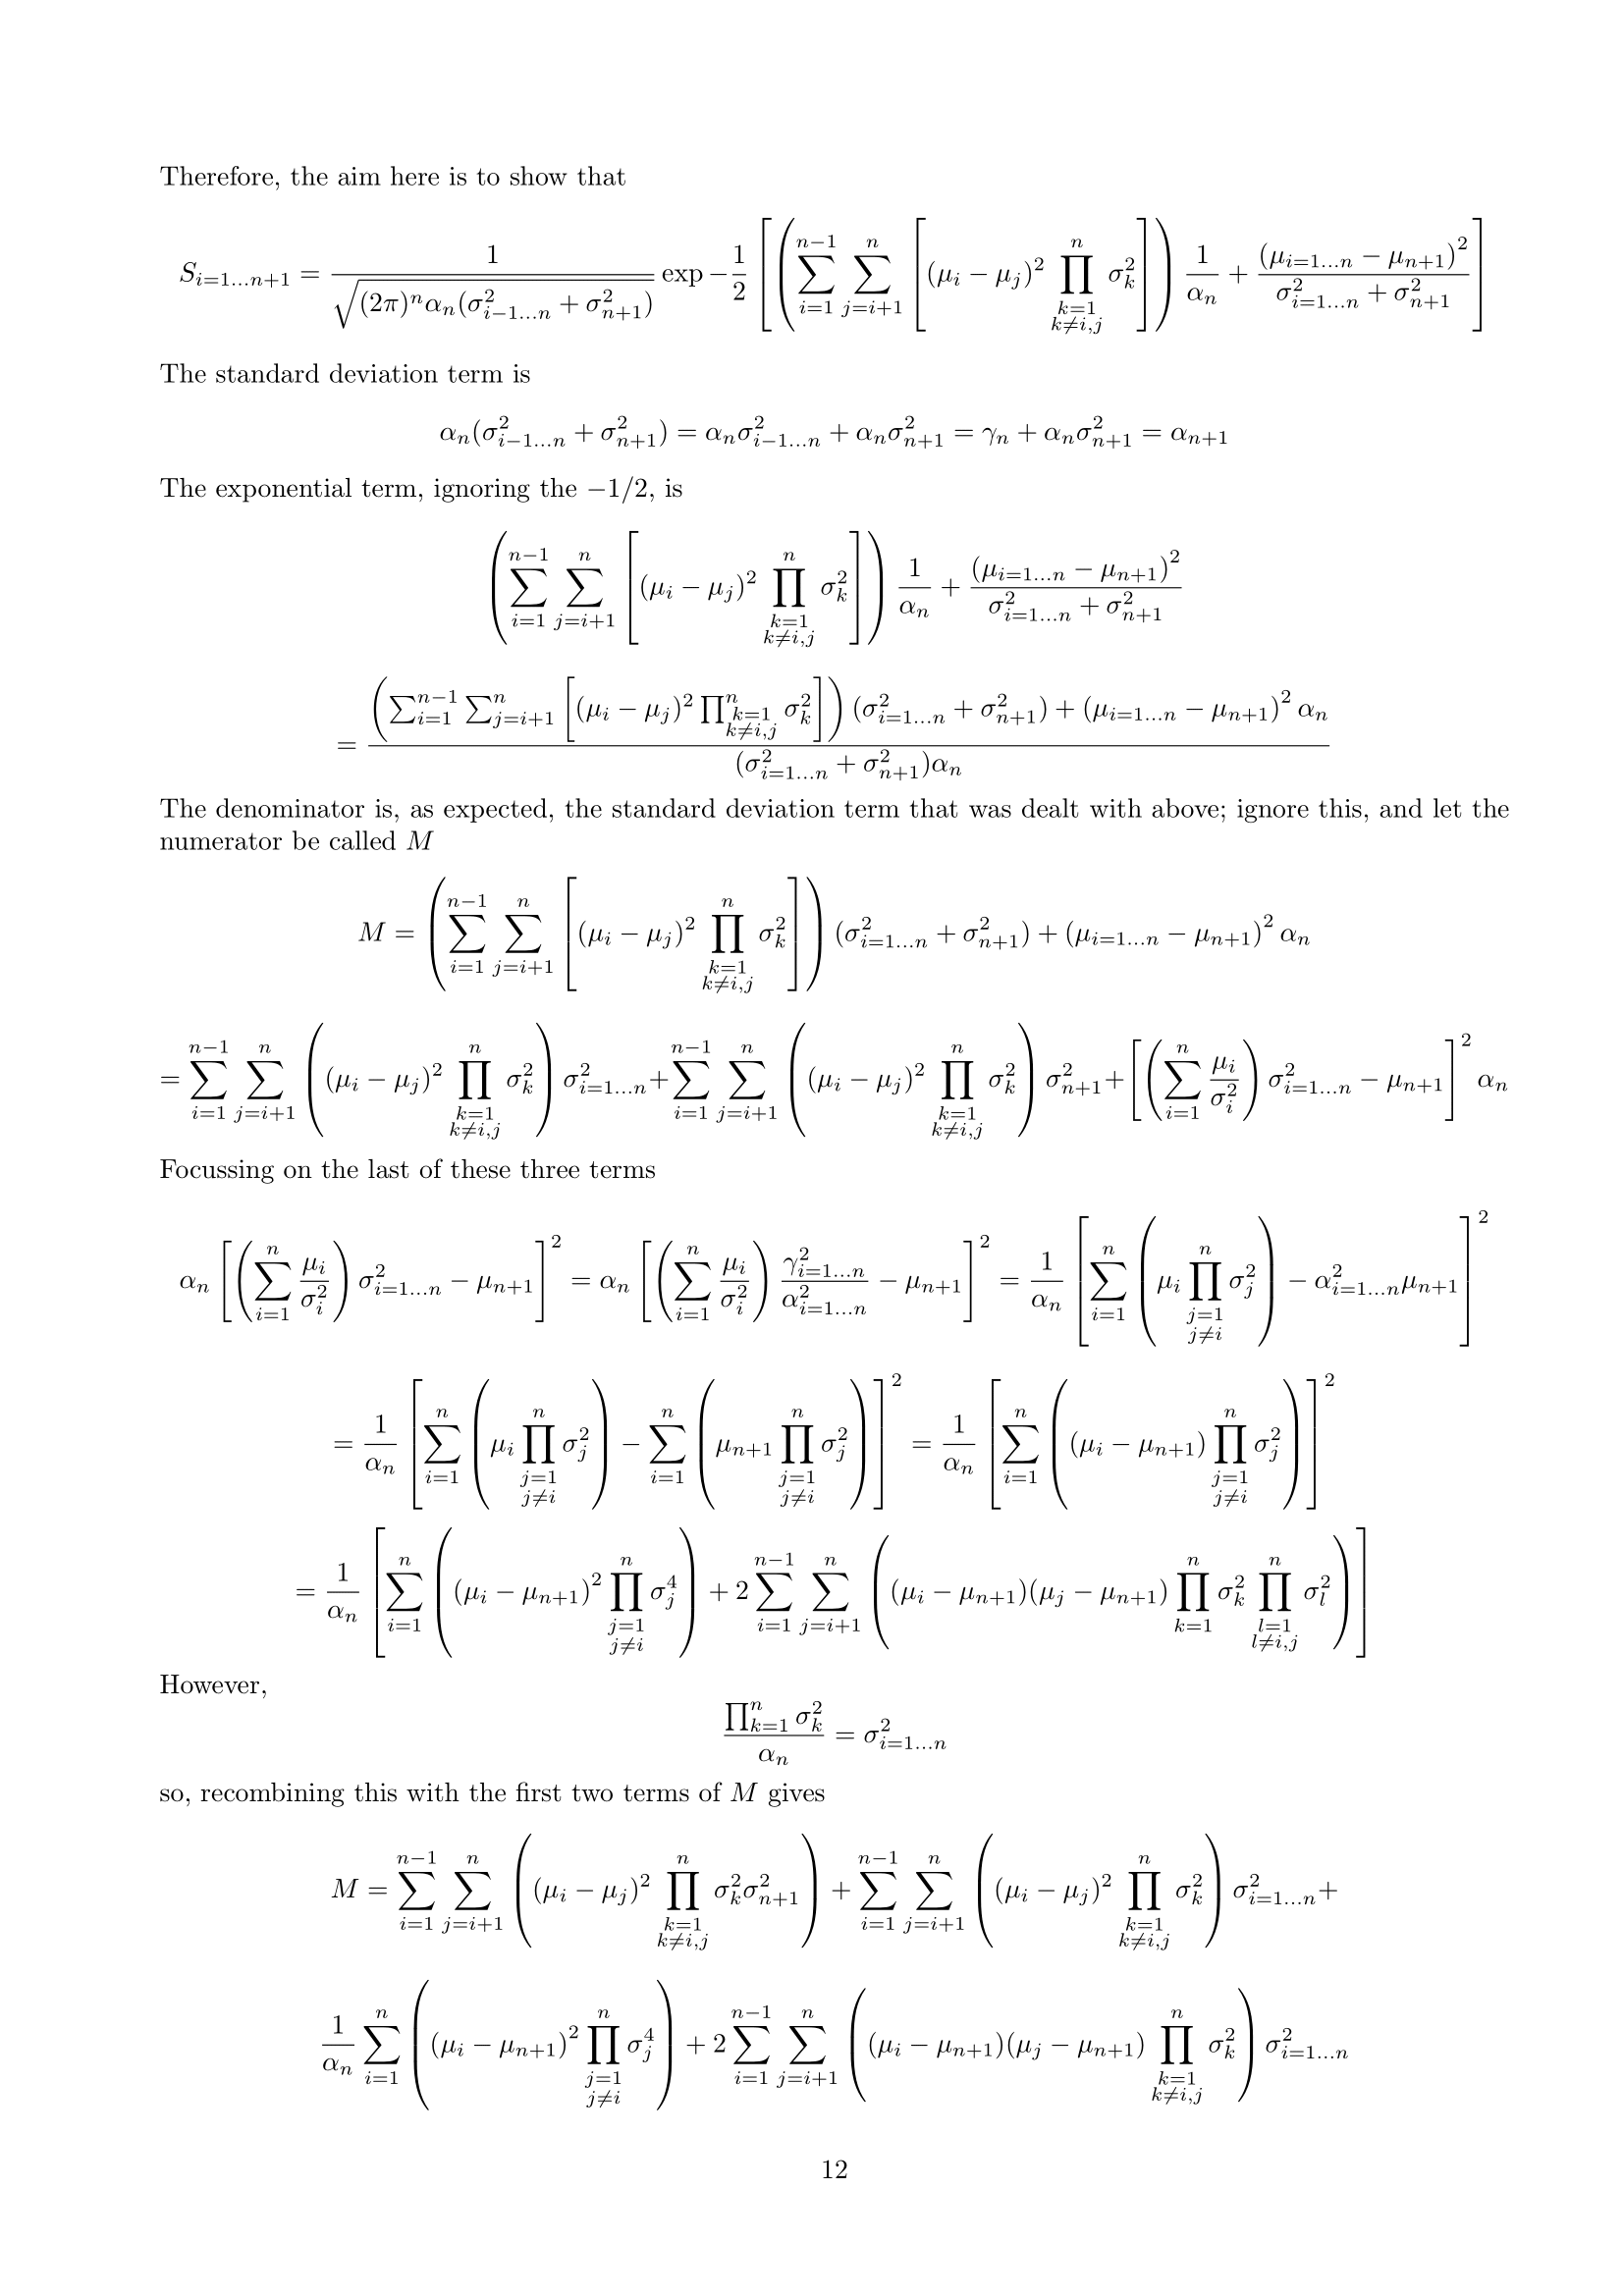 Therefore, the aim here is to show that
$$S_{i=1\ldots n+1} = \frac{1}{\sqrt{(2\pi)^n \alpha_n (\sigma^2_{i-1\ldots n} + \sigma^2_{n+1})}} \exp -\frac{1}{2} \left[ \left( \sum_{i=1}^{n-1} \sum_{j=i+1}^{n} \left[ (\mu_i - \mu_j)^2 \prod_{\substack{k=1 \\ k \neq i,j}}^{n} \sigma_k^2 \right] \right) \frac{1}{\alpha_n} + \frac{(\mu_{i=1\ldots n} - \mu_{n+1})^2}{\sigma^2_{i=1\ldots n} + \sigma^2_{n+1}} \right]$$
The standard deviation term is
$$\alpha_n (\sigma^2_{i-1\ldots n} + \sigma^2_{n+1}) = \alpha_n \sigma^2_{i-1\ldots n} + \alpha_n \sigma^2_{n+1} = \gamma_n + \alpha_n \sigma^2_{n+1} = \alpha_{n+1}$$
The exponential term, ignoring the $-1/2$, is
$$\left( \sum_{i=1}^{n-1} \sum_{j=i+1}^{n} \left[ (\mu_i - \mu_j)^2 \prod_{\substack{k=1 \\ k \neq i,j}}^{n} \sigma_k^2 \right] \right) \frac{1}{\alpha_n} + \frac{(\mu_{i=1\ldots n} - \mu_{n+1})^2}{\sigma^2_{i=1\ldots n} + \sigma^2_{n+1}}$$
$$= \frac{\left( \sum_{i=1}^{n-1} \sum_{j=i+1}^{n} \left[ (\mu_i - \mu_j)^2 \prod_{\substack{k=1 \\ k \neq i,j}}^{n} \sigma_k^2 \right] \right) (\sigma^2_{i=1\ldots n} + \sigma^2_{n+1}) + (\mu_{i=1\ldots n} - \mu_{n+1})^2 \alpha_n}{(\sigma^2_{i=1\ldots n} + \sigma^2_{n+1}) \alpha_n}$$
The denominator is, as expected, the standard deviation term that was dealt with above; ignore this, and let the
numerator be called $M$
$$M = \left( \sum_{i=1}^{n-1} \sum_{j=i+1}^{n} \left[ (\mu_i - \mu_j)^2 \prod_{\substack{k=1 \\ k \neq i,j}}^{n} \sigma_k^2 \right] \right) (\sigma^2_{i=1\ldots n} + \sigma^2_{n+1}) + (\mu_{i=1\ldots n} - \mu_{n+1})^2 \alpha_n$$
$$= \sum_{i=1}^{n-1} \sum_{j=i+1}^{n} \left( (\mu_i - \mu_j)^2 \prod_{\substack{k=1 \\ k \neq i,j}}^{n} \sigma_k^2 \right) \sigma^2_{i=1\ldots n} + \sum_{i=1}^{n-1} \sum_{j=i+1}^{n} \left( (\mu_i - \mu_j)^2 \prod_{\substack{k=1 \\ k \neq i,j}}^{n} \sigma_k^2 \right) \sigma^2_{n+1} + \left[ \left( \sum_{i=1}^{n} \frac{\mu_i}{\sigma_i^2} \right) \sigma^2_{i=1\ldots n} - \mu_{n+1} \right]^2 \alpha_n$$
Focussing on the last of these three terms
$$\alpha_n \left[ \left( \sum_{i=1}^{n} \frac{\mu_i}{\sigma_i^2} \right) \sigma^2_{i=1\ldots n} - \mu_{n+1} \right]^2 = \alpha_n \left[ \left( \sum_{i=1}^{n} \frac{\mu_i}{\sigma_i^2} \right) \frac{\gamma^2_{i=1\ldots n}}{\alpha^2_{i=1\ldots n}} - \mu_{n+1} \right]^2 = \frac{1}{\alpha_n} \left[ \sum_{i=1}^{n} \left( \mu_i \prod_{\substack{j=1 \\ j \neq i}}^{n} \sigma_j^2 \right) - \alpha^2_{i=1\ldots n} \mu_{n+1} \right]^2$$
$$= \frac{1}{\alpha_n} \left[ \sum_{i=1}^{n} \left( \mu_i \prod_{\substack{j=1 \\ j \neq i}}^{n} \sigma_j^2 \right) - \sum_{i=1}^{n} \left( \mu_{n+1} \prod_{\substack{j=1 \\ j \neq i}}^{n} \sigma_j^2 \right) \right]^2 = \frac{1}{\alpha_n} \left[ \sum_{i=1}^{n} \left( (\mu_i - \mu_{n+1}) \prod_{\substack{j=1 \\ j \neq i}}^{n} \sigma_j^2 \right) \right]^2$$
$$= \frac{1}{\alpha_n} \left[ \sum_{i=1}^{n} \left( (\mu_i - \mu_{n+1})^2 \prod_{\substack{j=1 \\ j \neq i}}^{n} \sigma_j^4 \right) + 2 \sum_{i=1}^{n-1} \sum_{j=i+1}^{n} \left( (\mu_i - \mu_{n+1})(\mu_j - \mu_{n+1}) \prod_{k=1}^{n} \sigma_k^2 \prod_{\substack{l=1 \\ l \neq i,j}}^{n} \sigma_l^2 \right) \right]$$
However,
$$\frac{\prod_{k=1}^{n} \sigma_k^2}{\alpha_n} = \sigma^2_{i=1\ldots n}$$
so, recombining this with the first two terms of $M$ gives
$$M = \sum_{i=1}^{n-1} \sum_{j=i+1}^{n} \left( (\mu_i - \mu_j)^2 \prod_{\substack{k=1 \\ k \neq i,j}}^{n} \sigma_k^2 \sigma^2_{n+1} \right) + \sum_{i=1}^{n-1} \sum_{j=i+1}^{n} \left( (\mu_i - \mu_j)^2 \prod_{\substack{k=1 \\ k \neq i,j}}^{n} \sigma_k^2 \right) \sigma^2_{i=1\ldots n} +$$
$$\frac{1}{\alpha_n} \sum_{i=1}^{n} \left( (\mu_i - \mu_{n+1})^2 \prod_{\substack{j=1 \\ j \neq i}}^{n} \sigma_j^4 \right) + 2 \sum_{i=1}^{n-1} \sum_{j=i+1}^{n} \left( (\mu_i - \mu_{n+1})(\mu_j - \mu_{n+1}) \prod_{\substack{k=1 \\ k \neq i,j}}^{n} \sigma_k^2 \right) \sigma^2_{i=1\ldots n}$$
12